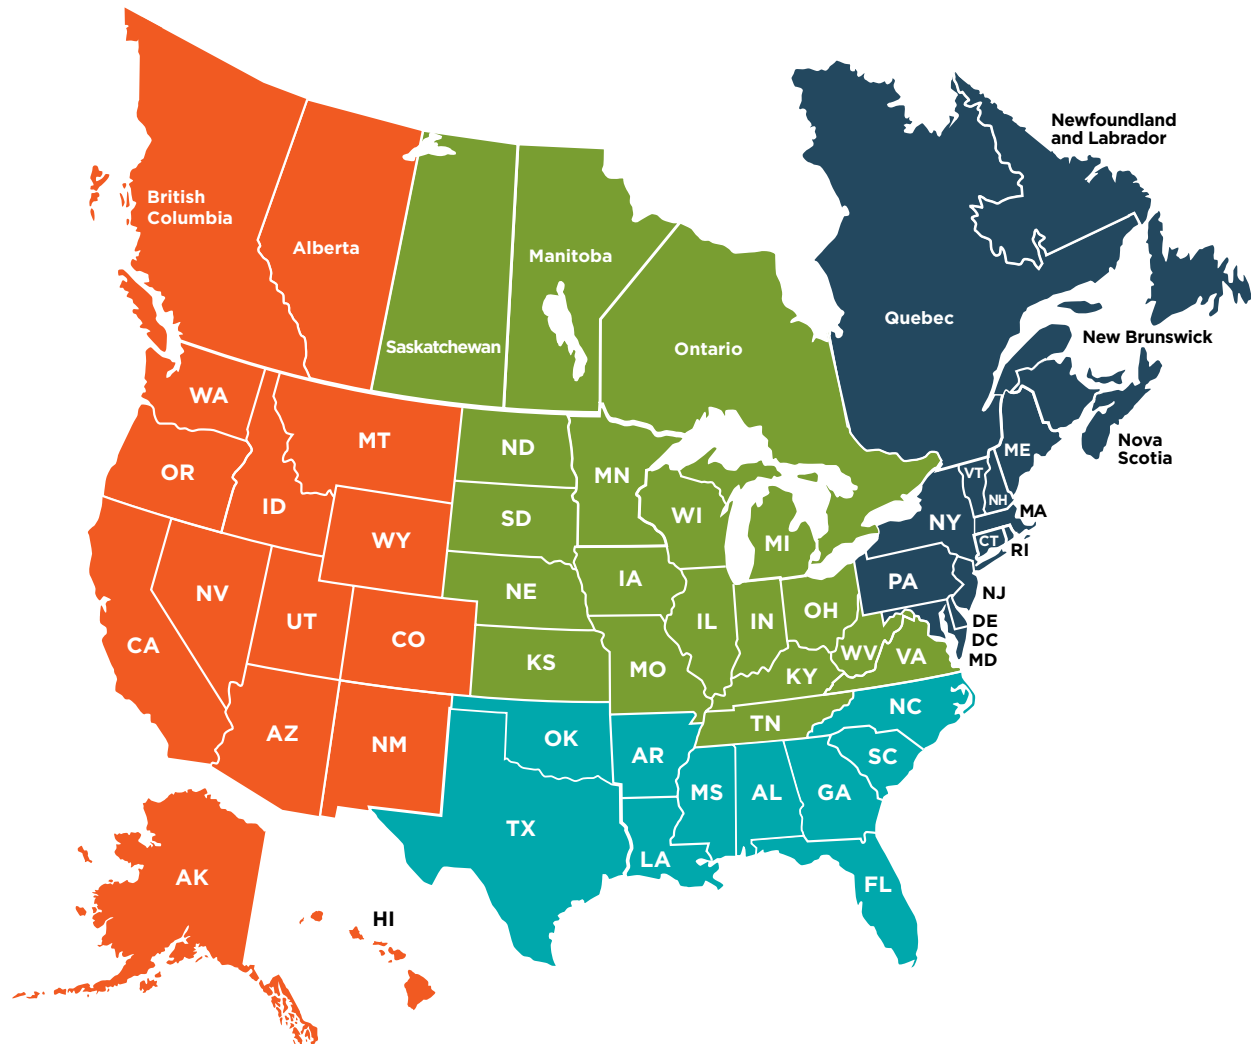 Newfoundland
and Labrador
British
Columbia
Alberta
Manitoba
Quebec
New Brunswick
Saskatchewan
Ontario
WA
MT
ND
ME
Nova
Scotia
OR
MN
VT
ID
SD
WI
NH
NY
MA
WY
MI
CT
RI
NV
NE
IA
PA
NJ
UT
CO
IL
IN
OH
DE
DC
CA
KS
MO
KY
WV
VA
MD
AZ
NM
OK
AR
TN
NC
SC
TX
MS
AL
GA
LA
AK
FL
HI